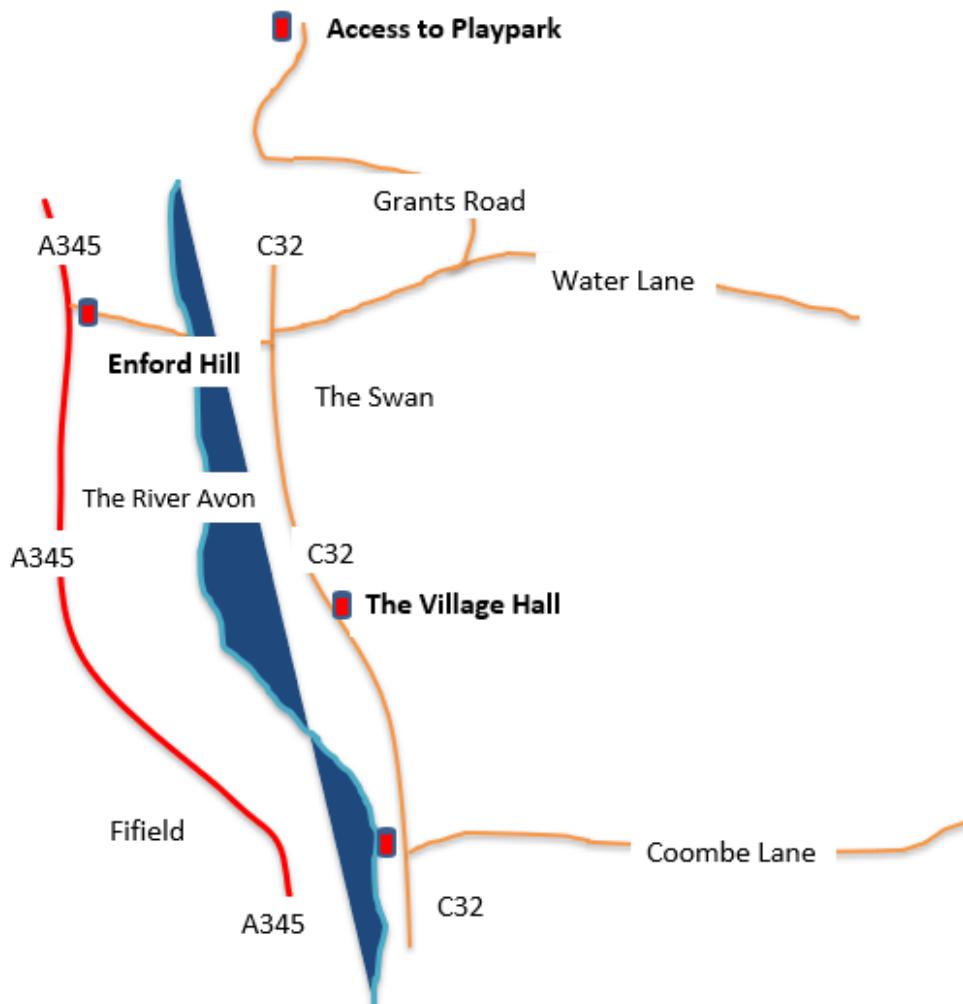 Access to Playpark
Grants Road
A345
C32
Water Lane
Enford Hill
The Swan
The River Avon
A345
C32
The Village Hall
Fifield
Coombe Lane
C32
A345